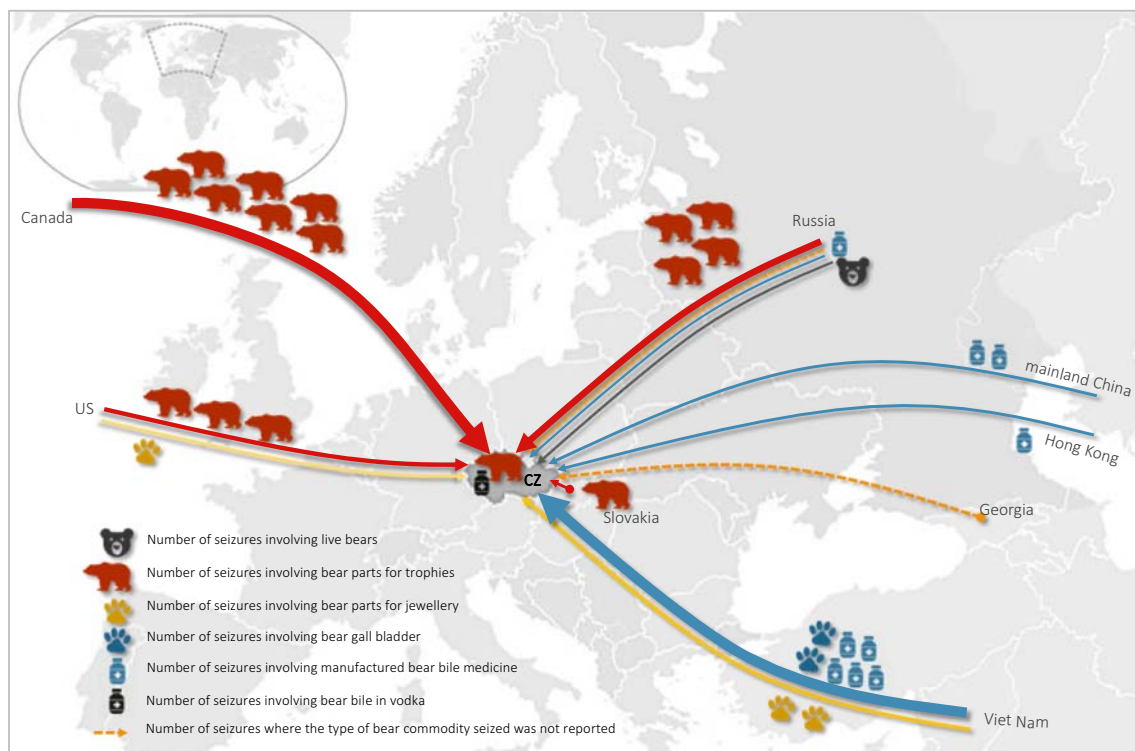 Canada
Russia
mainland China
US
Hong Kong
CZ
Georgia
Slovakia
Number of seizures involving live bears
Number of seizures involving bear parts for trophies
Number of seizures involving bear parts for jewellery
Number of seizures involving bear gall bladder
Number of seizures involving manufactured bear bile medicine
Number of seizures involving bear bile in vodka
Number of seizures where the type of bear commodity seized was not reported
Viet Nam